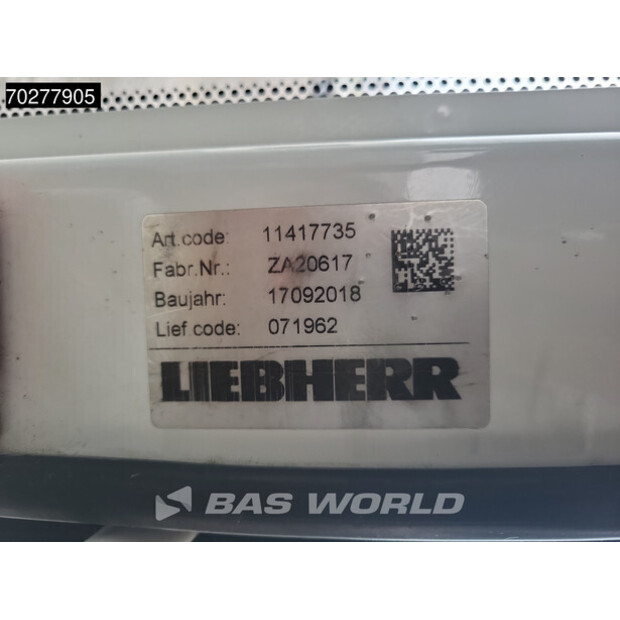 70277905
Art.code: 11417735
Fabr.Nr.: ZA20617
Baujahr: 17092018
Lief code: 071962
LIEBHERR
BAS WORLD